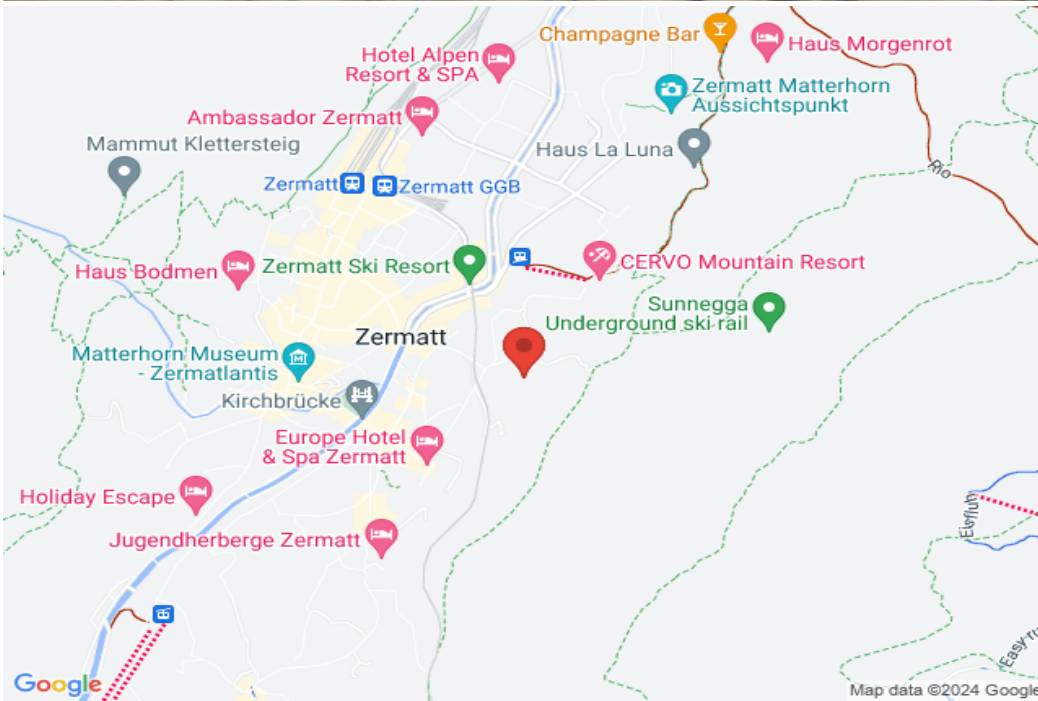 Champagne Bar
Haus Morgenrot
Hotel Alpen
Resort & SPA
Zermatt Matterhorn
Aussichtspunkt
Ambassador Zermatt
Mammut Klettersteig
Haus La Luna
Rio
Zermatt
Zermatt GGB
Haus Bodmen
Zermatt Ski Resort
CERVO Mountain Resort
Sunnegga
Underground ski rail
Zermatt
Matterhorn Museum
- Zermatlantis
Kirchbrücke
Europe Hotel
& Spa Zermatt
Holiday Escape
Eisfluh
Jugendherberge Zermatt
Google
Map data ©2024 Google